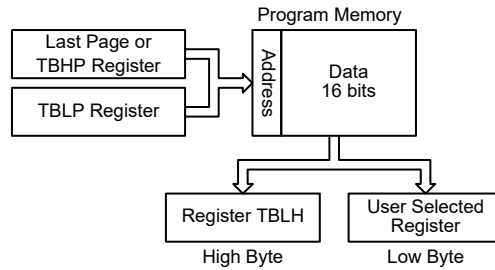 Program Memory
Last Page or
TBHP Register
TBLP Register
Address
Data
16 bits
Register TBLH
User Selected
Register
High Byte
Low Byte